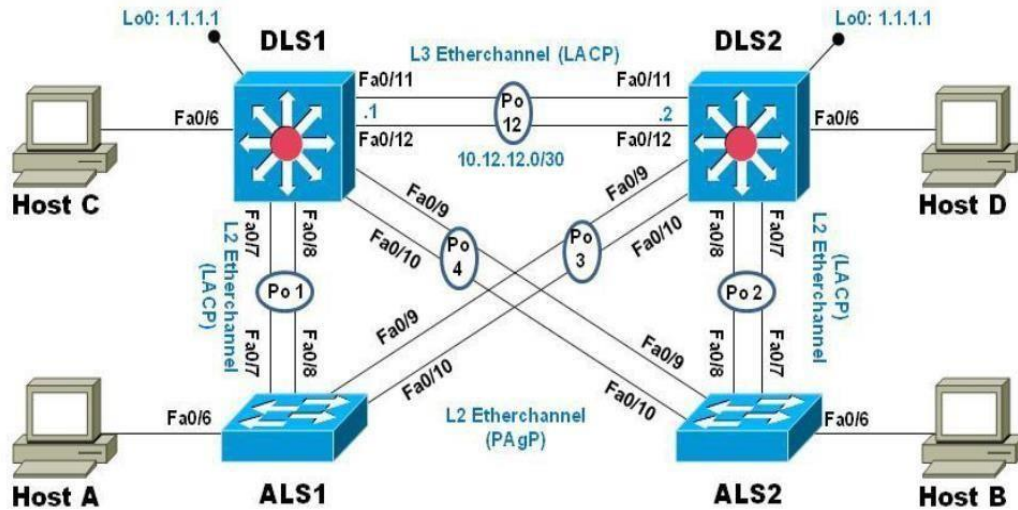 Lo0: 1.1.1.1
Lo0: 1.1.1.1
DLS1
DLS2
L3 Etherchannel (LACP)
Fa0/11
Fa0/11
Po
12
.1
.2
Fa0/6
Fa0/6
Fa0/12
Fa0/12
10.12.12.0/30
Host C
Host D
Fa0/9
Fa0/9
Fa0/10
Fa0/10
Po
4
Po
3
Fa0/7
Fa0/8
Fa0/8
Fa0/7
L2 Etherchannel
(LACP)
(LACP)
L2 Etherchannel
Po 1
Po 2
Fa0/7
Fa0/8
Fa0/8
Fa0/7
Fa0/9
Fa0/9
Fa0/10
Fa0/10
L2 Etherchannel
(PAgP)
Fa0/6
Fa0/6
Host A
ALS1
ALS2
Host B